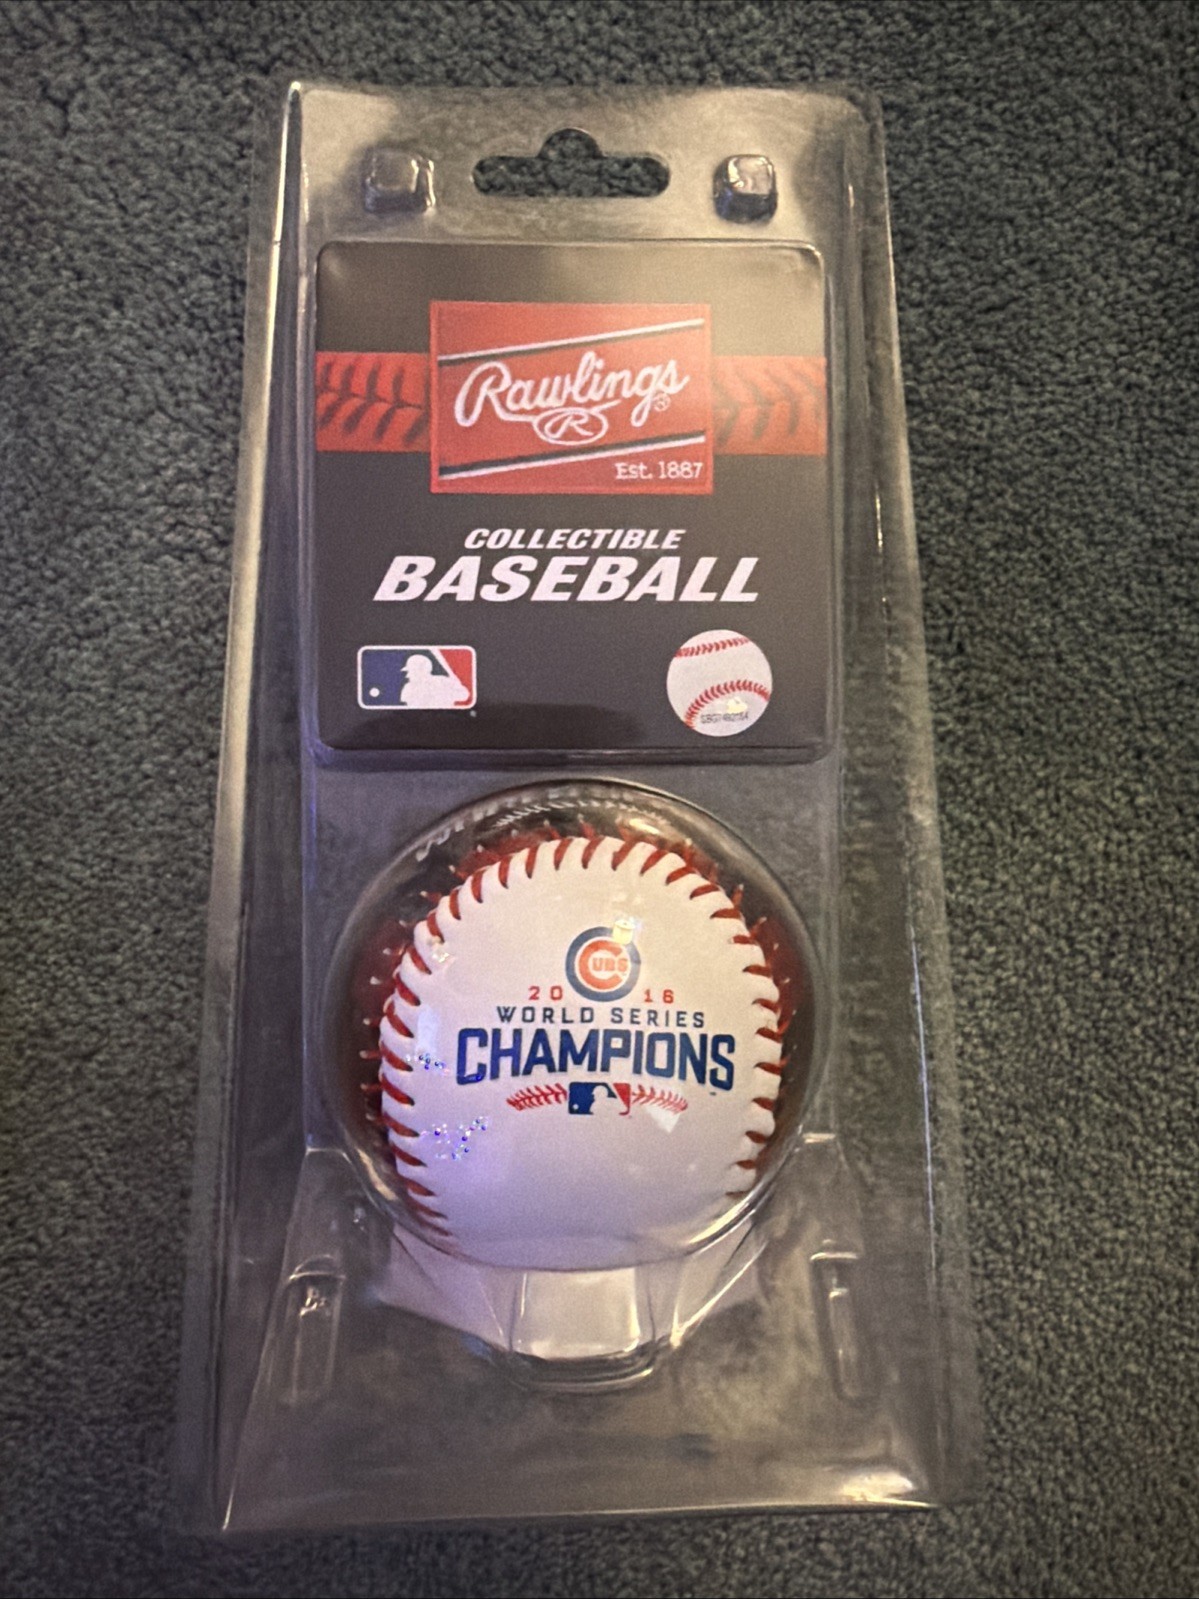 Rawlings®
R
Est. 1887
COLLECTIBLE
BASEBALL
CUBS
20 16
WORLD SERIES
CHAMPIONS